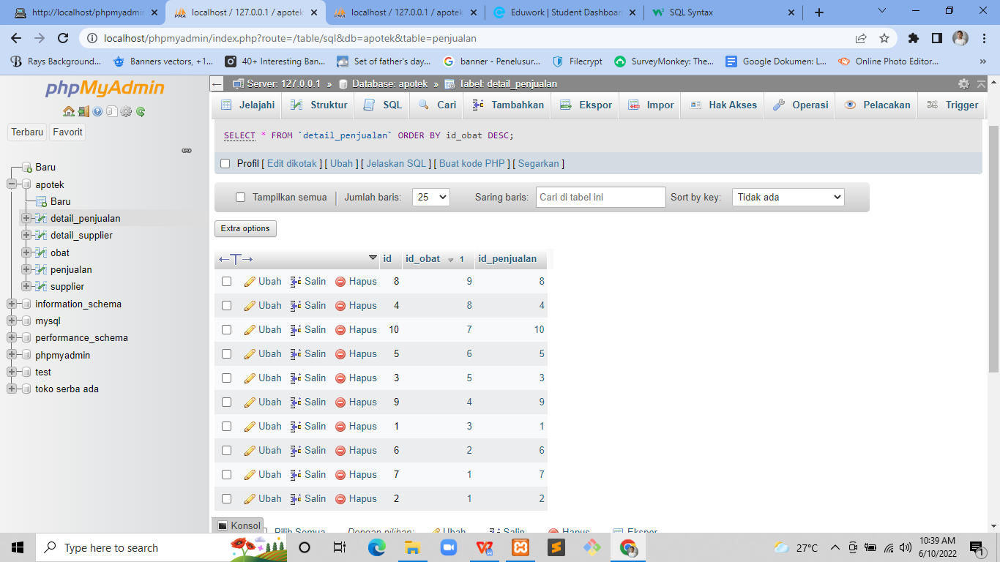 http://localhost/phpmyadmin
localhost / 127.0.0.1 / apotek
localhost / 127.0.0.1 / apotek
Eduwork | Student Dashboar
SQL Syntax
localhost/phpmyadmin/index.php?route=/table/sql&db=apotek&table=penjualan
Rays Background...
Banners vectors, +1...
40+ Interesting Ban...
Set of father's day...
banner - Penelusur...
Filecrypt
SurveyMonkey: The...
Google Dokumen: L...
Online Photo Editor...
»
phpMyAdmin
Terbaru
Favorit
Baru
apotek
Baru
detail_penjualan
detail_supplier
obat
penjualan
supplier
information_schema
mysql
performance_schema
phpmyadmin
test
toko serba ada
Server: 127.0.0.1 » Database: apotek » Tabel: detail_penjualan
Jelajahi Struktur SQL Cari Tambahkan Ekspor Impor Hak Akses Operasi Pelacakan Trigger
SELECT * FROM `detail_penjualan` ORDER BY id_obat DESC;
Profil [ Edit dikotak ] [ Ubah ] [ Jelaskan SQL ] [ Buat kode PHP ] [ Segarkan ]
Tampilkan semua Jumlah baris: 25 Saring baris: Cari di tabel ini Sort by key: Tidak ada
Extra options
id id_obat 1 id_penjualan
Ubah Salin Hapus 8 9 8
Ubah Salin Hapus 4 8 4
Ubah Salin Hapus 10 7 10
Ubah Salin Hapus 5 6 5
Ubah Salin Hapus 3 5 3
Ubah Salin Hapus 9 4 9
Ubah Salin Hapus 1 3 1
Ubah Salin Hapus 6 2 6
Ubah Salin Hapus 7 1 7
Ubah Salin Hapus 2 1 2
Konsol
Pilih Semua Dengan pilihan: Ubah Salin Hapus Ekspor
Type here to search
27°C
10:39 AM
6/10/2022
1